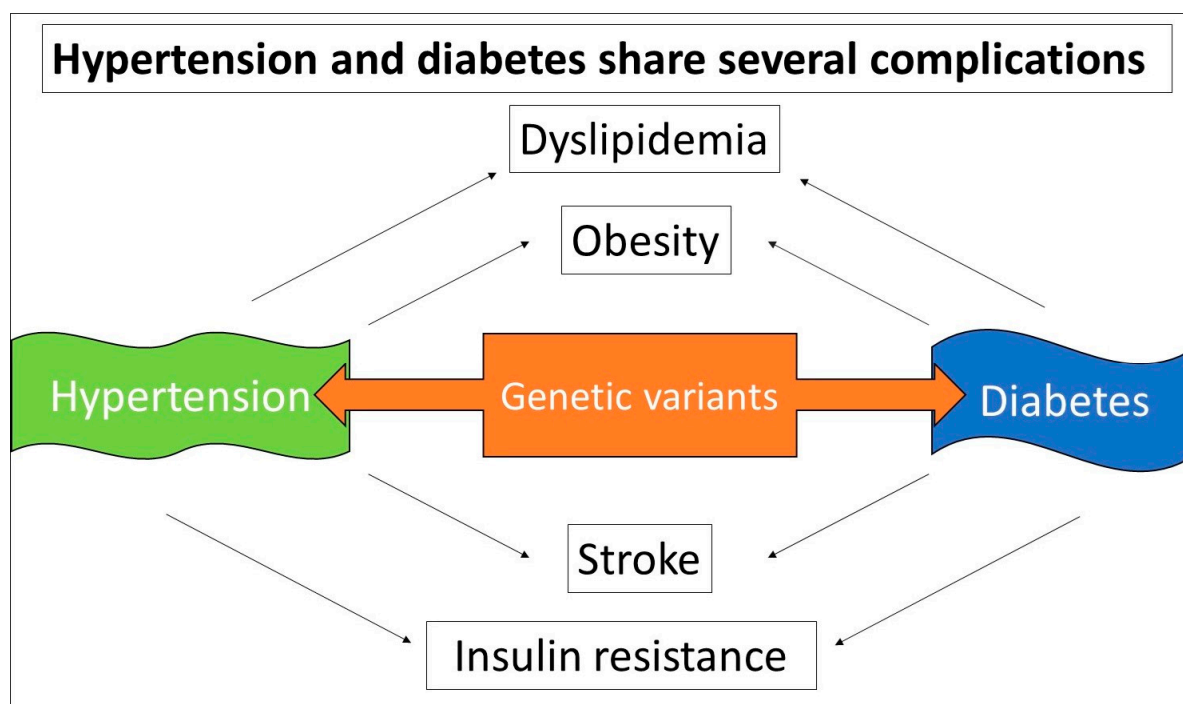 Hypertension and diabetes share several complications
Dyslipidemia
Obesity
Hypertension
Genetic variants
Diabetes
Stroke
Insulin resistance